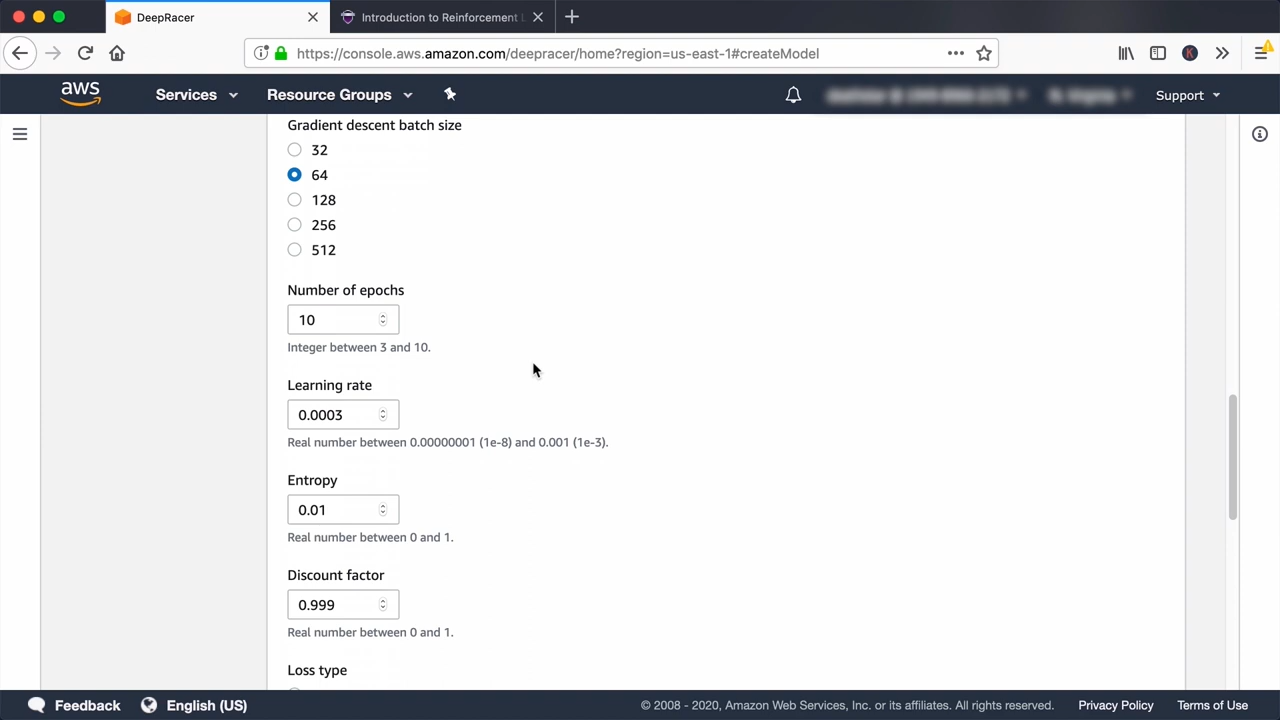 DeepRacer
Introduction to Reinforcement L
https://console.aws.amazon.com/deepracer/home?region=us-east-1#createModel
aws
Services
Resource Groups
Support
Gradient descent batch size
32
64
128
256
512
Number of epochs
10
Integer between 3 and 10.
Learning rate
0.0003
Real number between 0.00000001 (1e-8) and 0.001 (1e-3).
Entropy
0.01
Real number between 0 and 1.
Discount factor
0.999
Real number between 0 and 1.
Loss type
Feedback
English (US)
© 2008 - 2020, Amazon Web Services, Inc. or its affiliates. All rights reserved.
Privacy Policy
Terms of Use